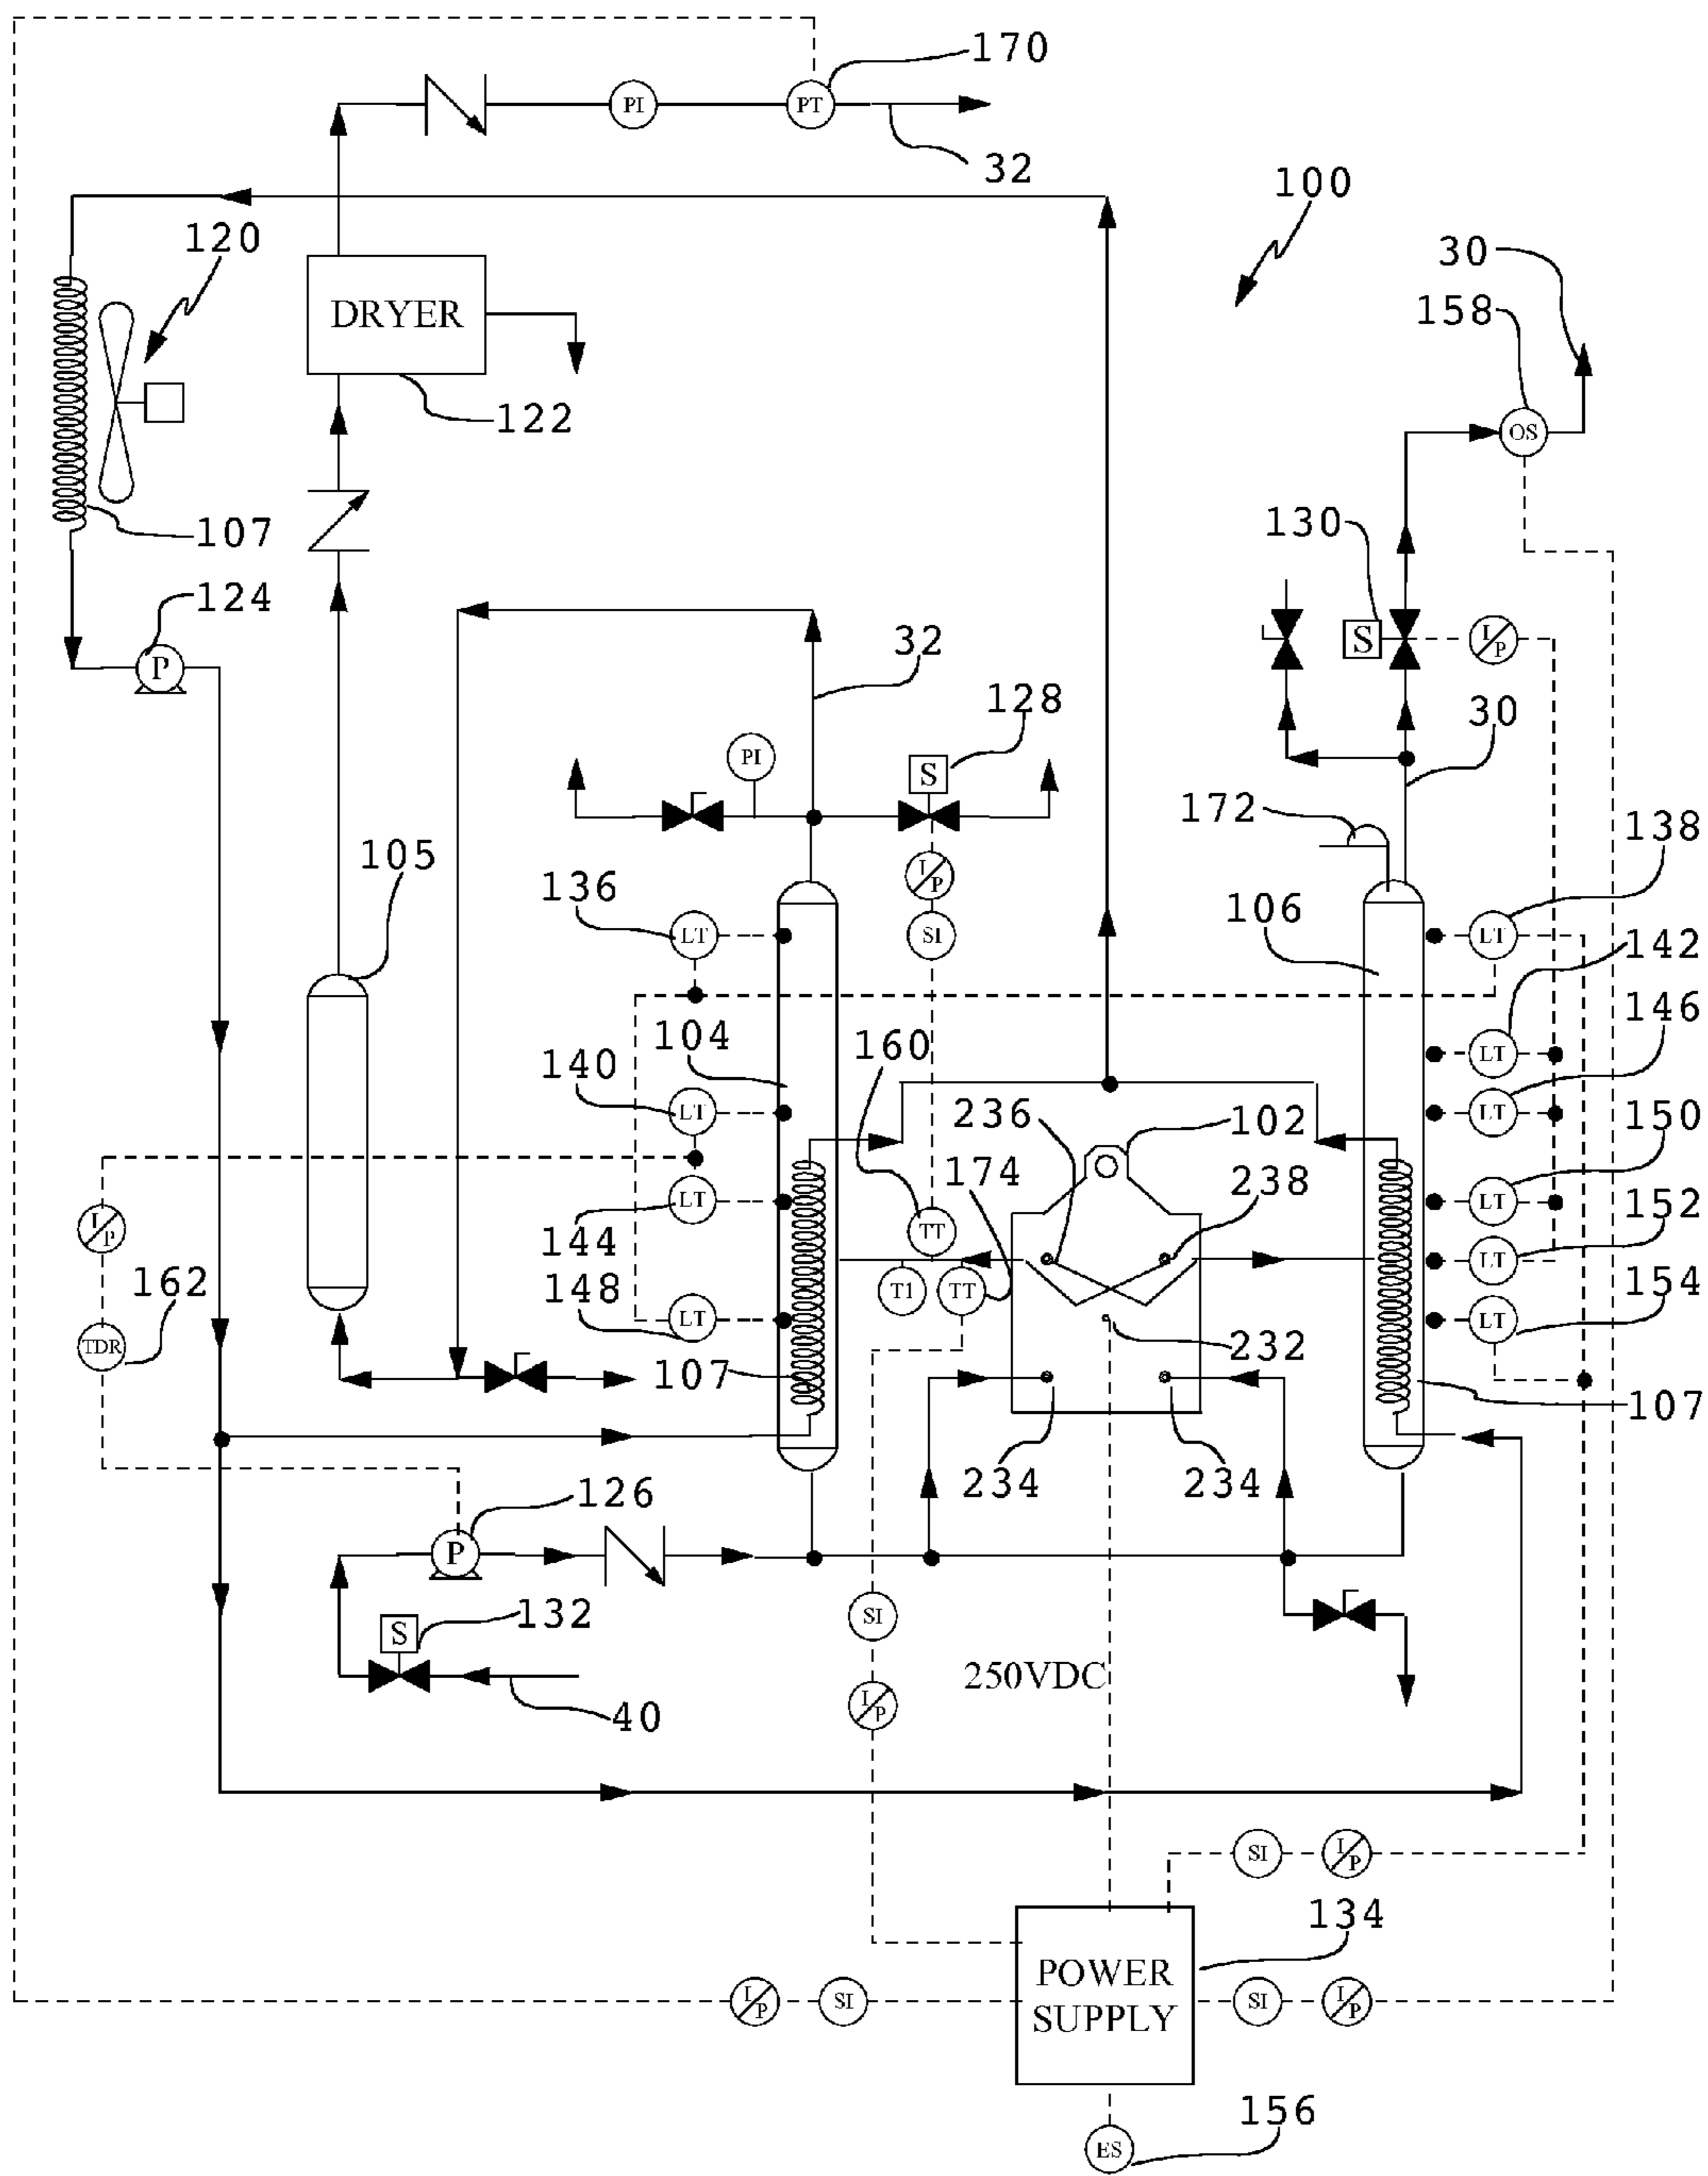 170
PI
PT
32
100
120
30
158
DRYER
122
OS
107
130
124
P
S
I/P
32
128
30
PI
S
172
138
105
136
I/P
106
LT
SI
LT
142
104
160
LT
146
140
236
102
LT
LT
150
174
238
LT
I/P
LT
TT
152
144
T1
TT
LT
162
148
LT
232
LT
154
TDR
107
107
234
234
126
P
132
S
SI
250VDC
I/P
40
SI
I/P
134
POWER
SUPPLY
I/P
SI
SI
I/P
156
ES